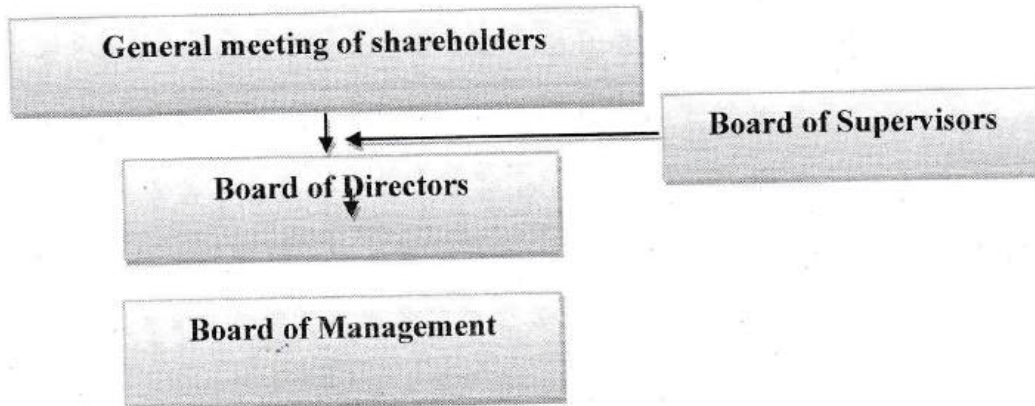 General meeting of shareholders
Board of Supervisors
Board of Directors
Board of Management